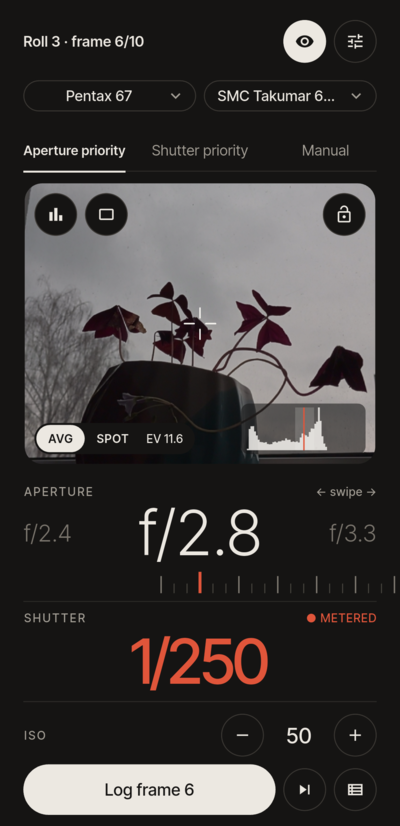 Roll 3 · frame 6/10
Pentax 67
SMC Takumar 6...
Aperture priority
Shutter priority
Manual
AVG
SPOT
EV 11.6
APERTURE
← swipe →
f/2.4
f/2.8
f/3.3
SHUTTER
METERED
1/250
ISO
50
Log frame 6